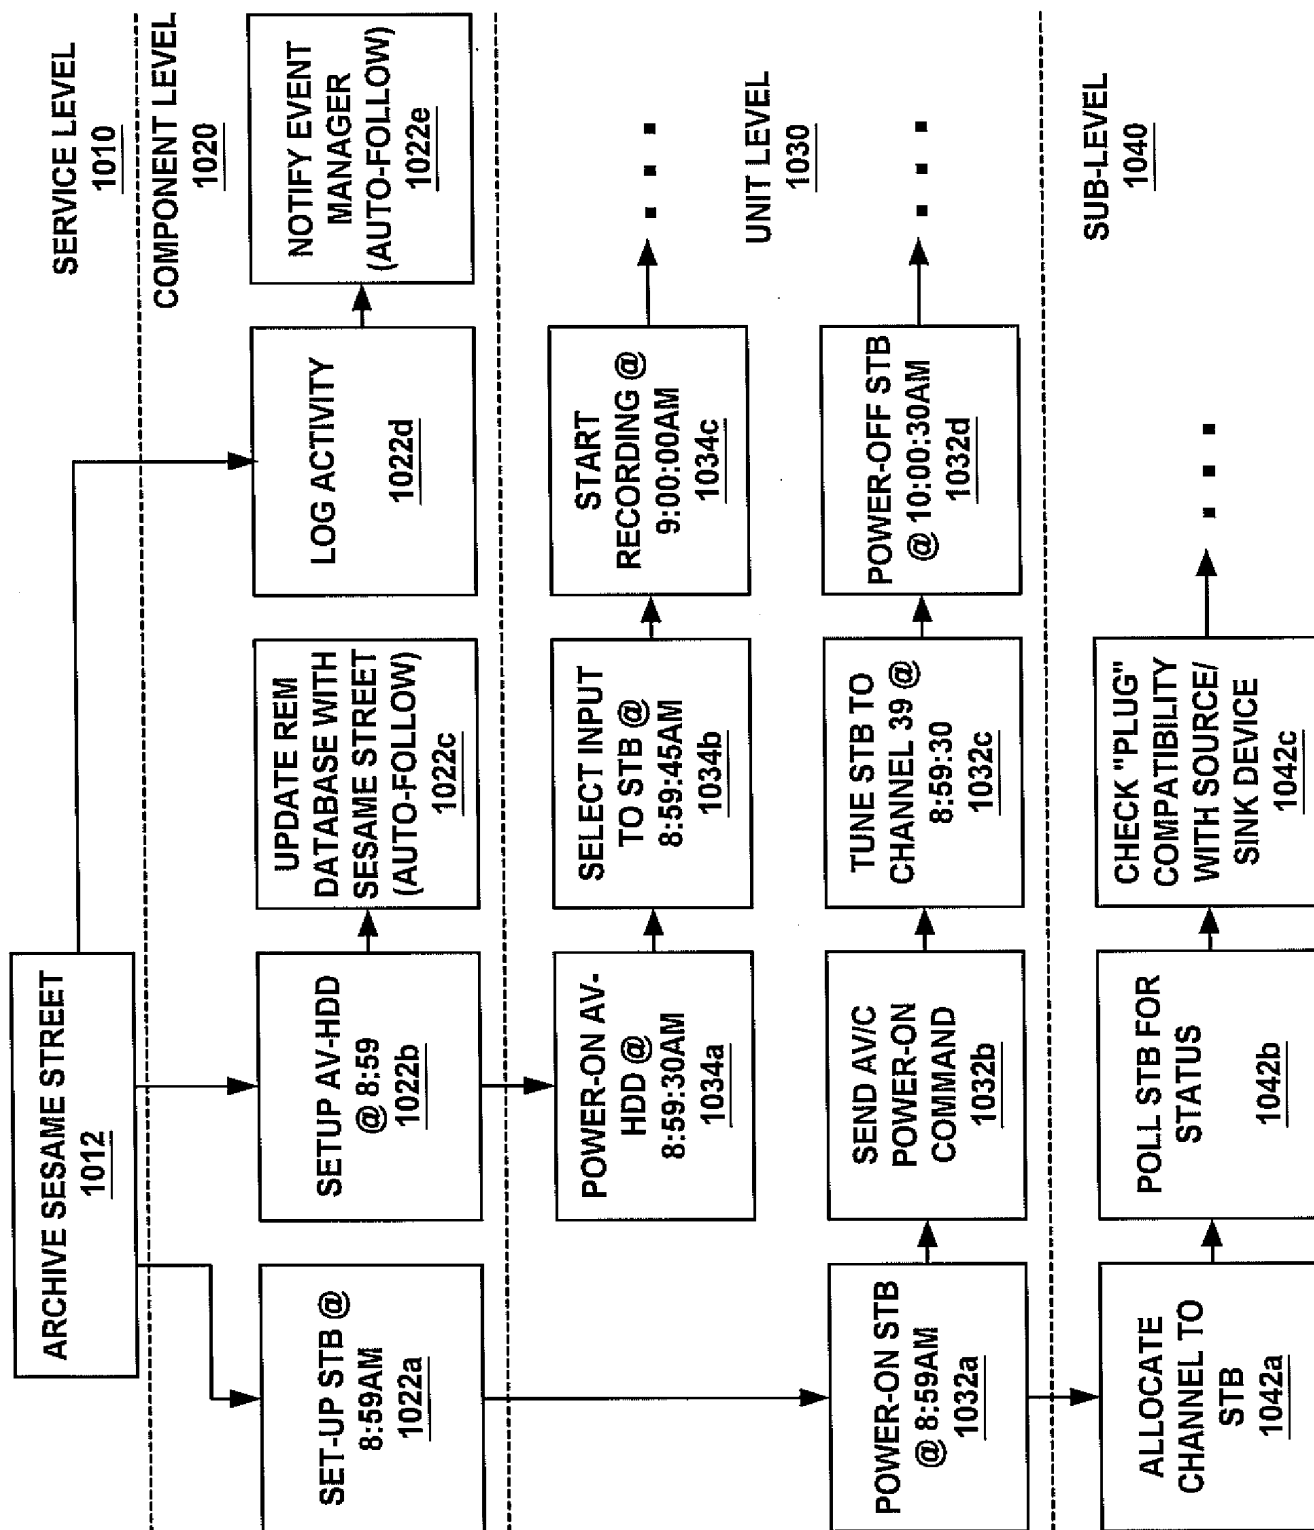 SERVICE LEVEL
1010
ARCHIVE SESAME STREET
1012
COMPONENT LEVEL
1020
SET-UP STB @
8:59AM
1022a
SETUP AV-HDD
@ 8:59
1022b
UPDATE REM
DATABASE WITH
SESAME STREET
(AUTO-FOLLOW)
1022c
LOG ACTIVITY
1022d
NOTIFY EVENT
MANAGER
(AUTO-FOLLOW)
1022e
POWER-ON AV-
HDD @
8:59:30AM
1034a
SELECT INPUT
TO STB @
8:59:45AM
1034b
START
RECORDING @
9:00:00AM
1034c
UNIT LEVEL
1030
POWER-ON STB
@ 8:59AM
1032a
SEND AV/C
POWER-ON
COMMAND
1032b
TUNE STB TO
CHANNEL 39 @
8:59:30
1032c
POWER-OFF STB
@ 10:00:30AM
1032d
SUB-LEVEL
1040
ALLOCATE
CHANNEL TO
STB
1042a
POLL STB FOR
STATUS
1042b
CHECK "PLUG"
COMPATIBILITY
WITH SOURCE/
SINK DEVICE
1042c